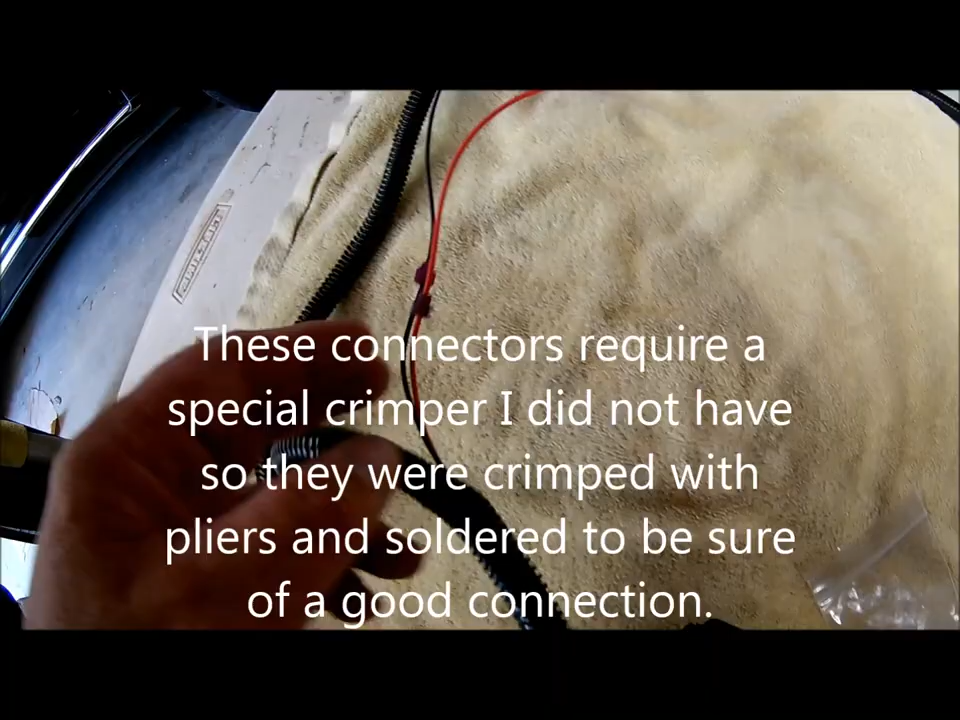 These connectors require a
special crimper I did not have
so they were crimped with
pliers and soldered to be sure
of a good connection.